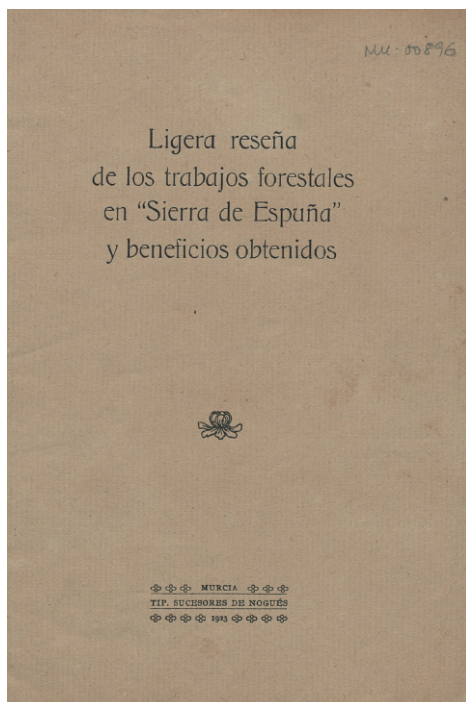 MU-00896
Ligera reseña
de los trabajos forestales
en “Sierra de Espuña”
y beneficios obtenidos
MURCIA
TIP. SUCESORES DE NOGUÉS
1923